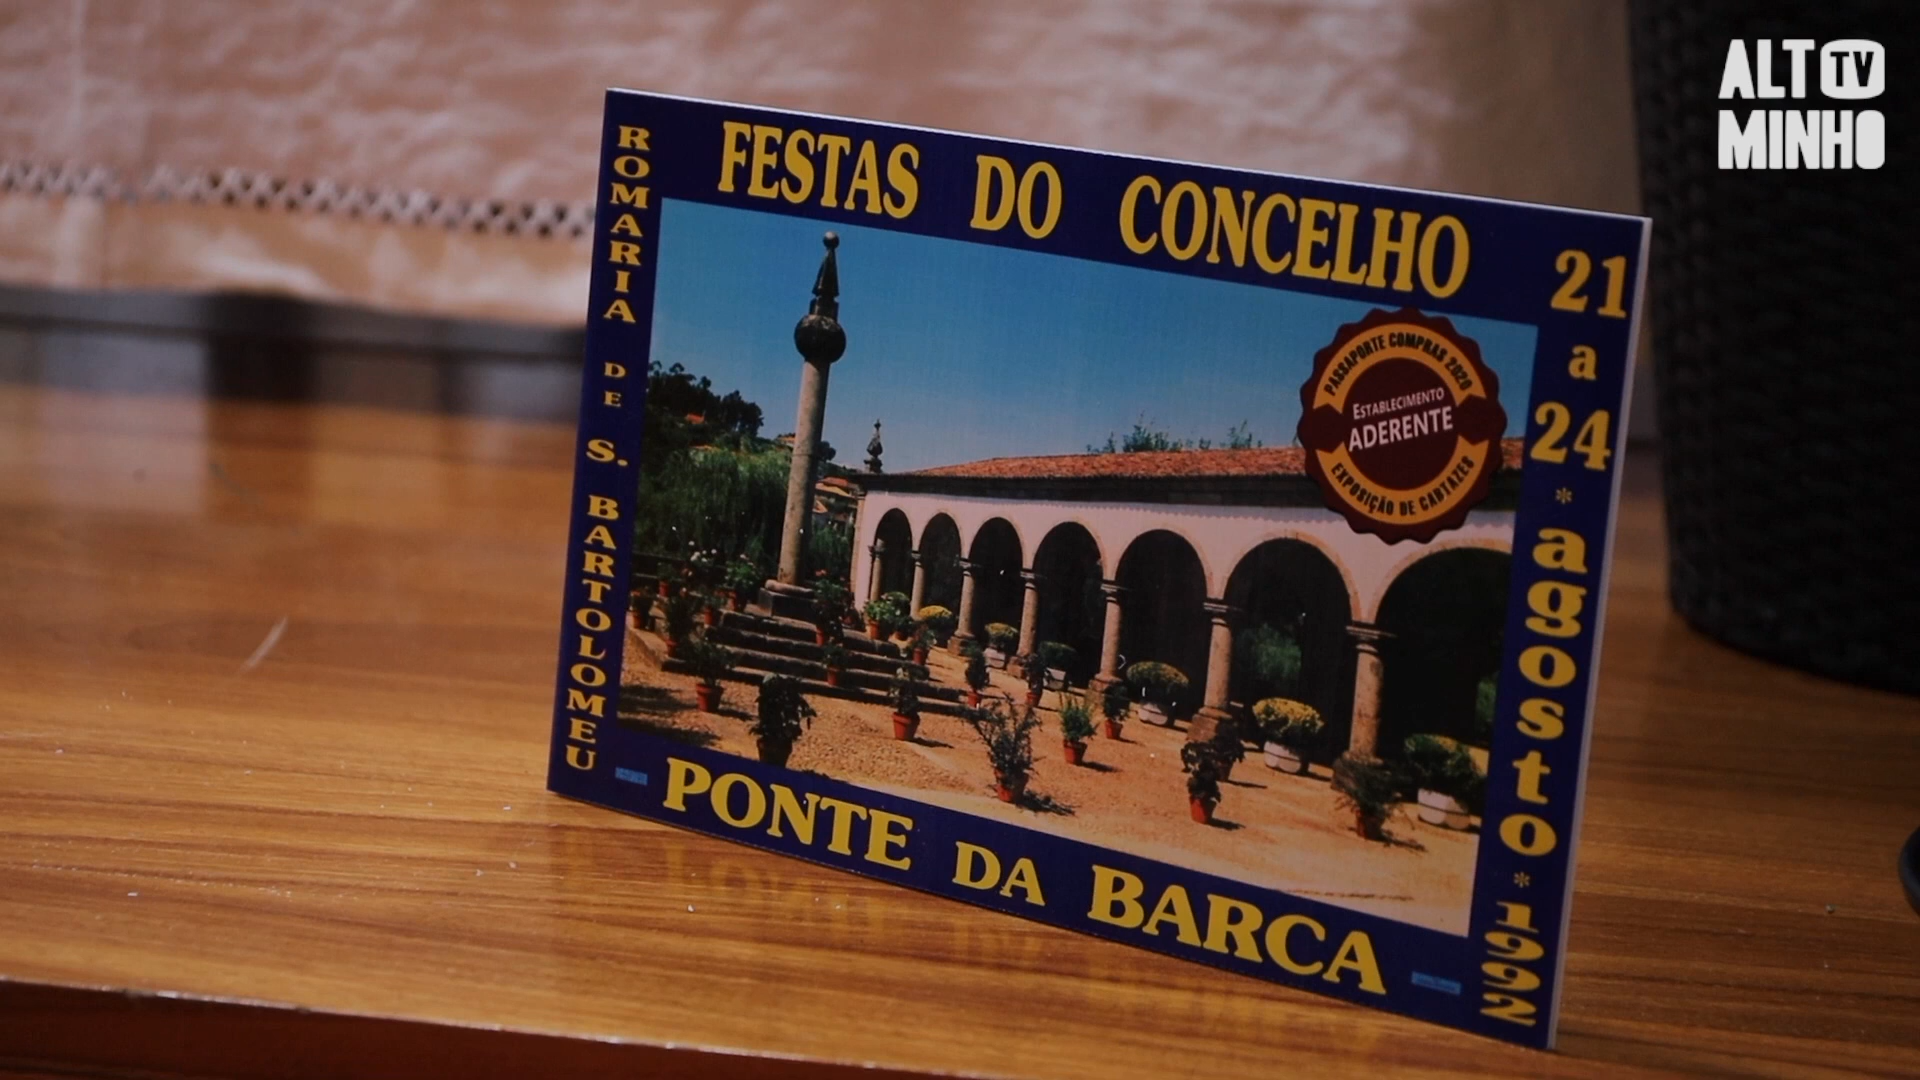 ALT TV
MINHO
FESTAS DO CONCELHO
ROMARIA DE S. BARTOLOMEU
21
a
24
*
agosto
*
1992
PASSAPORTE COMPRAS 2020
ESTABLECIMENTO
ADERENTE
EXPOSIÇÃO DE CARTAZES
PONTE DA BARCA